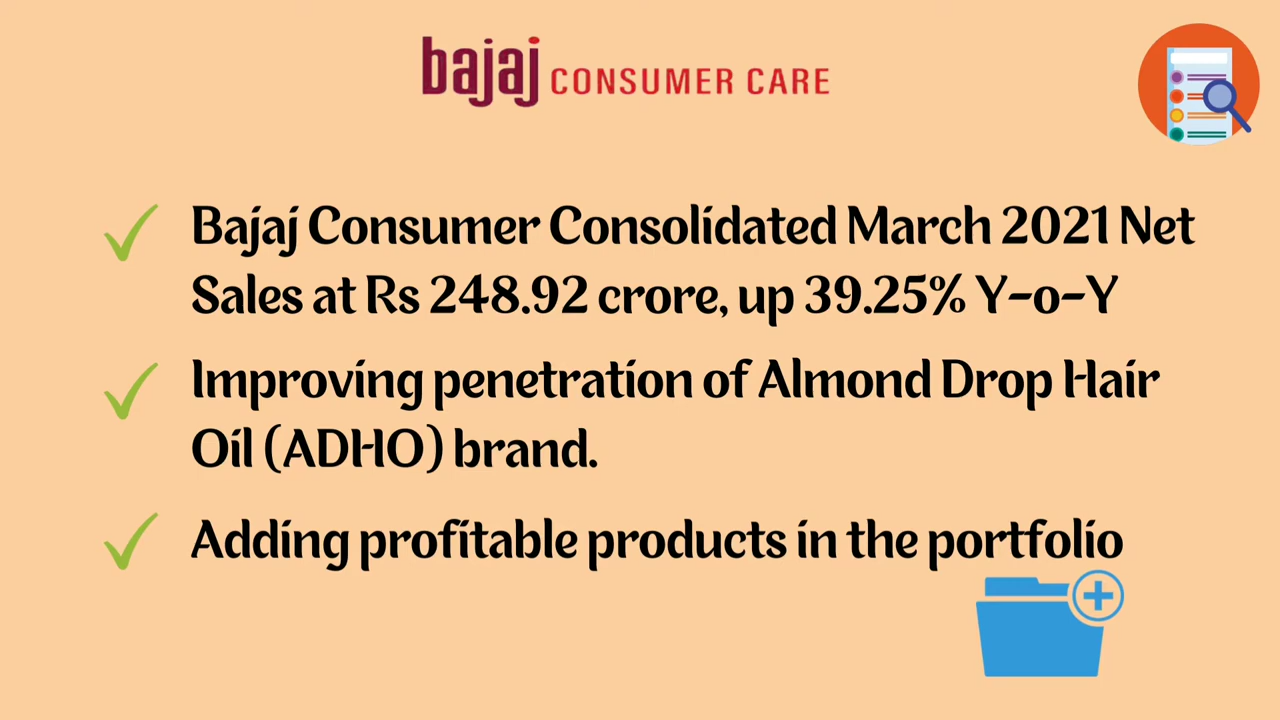 bajaj CONSUMER CARE
Bajaj Consumer Consolidated March 2021 Net
Sales at Rs 248.92 crore, up 39.25% Y-o-Y
Improving penetration of Almond Drop Hair
Oil (ADHO) brand.
Adding profitable products in the portfolio